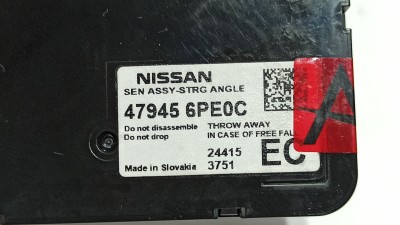 NISSAN
SEN ASSY-STRG ANGLE
47945 6PE0C
Do not disassemble
Do not drop
THROW AWAY
IN CASE OF FREE FAL
24415
3751
EC
Made in Slovakia
A